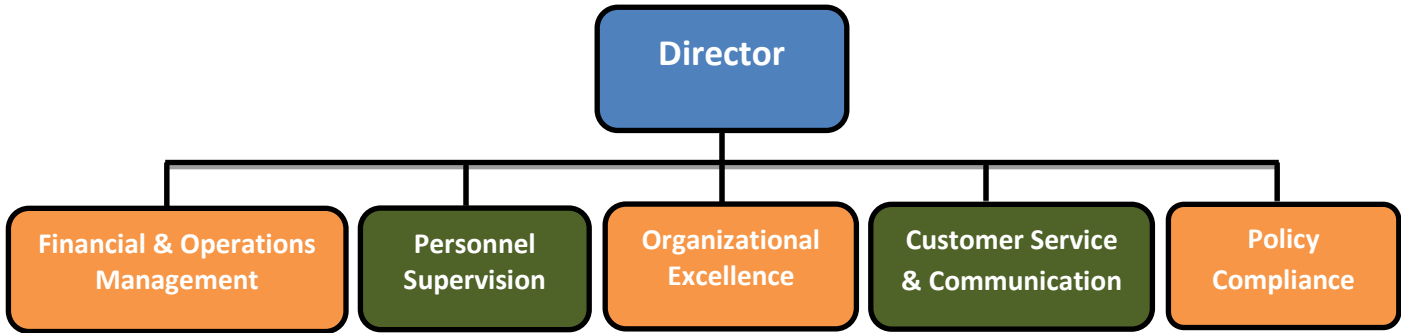 Director
Financial & Operations
Management
Personnel
Supervision
Organizational
Excellence
Customer Service
& Communication
Policy
Compliance